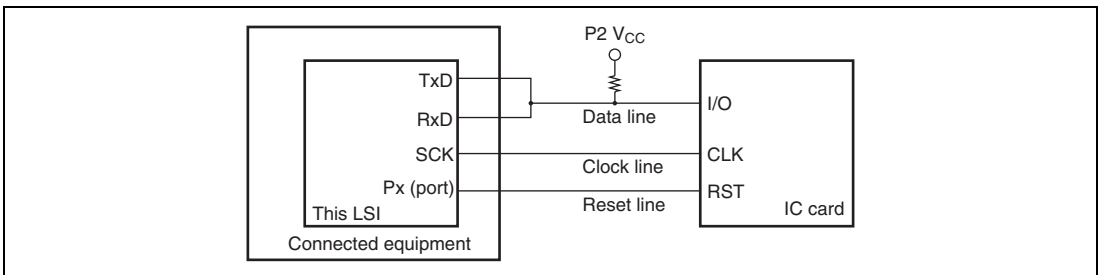 P2 VCC
TxD
RxD
SCK
Px (port)
This LSI
Connected equipment
Data line
Clock line
Reset line
I/O
CLK
RST
IC card